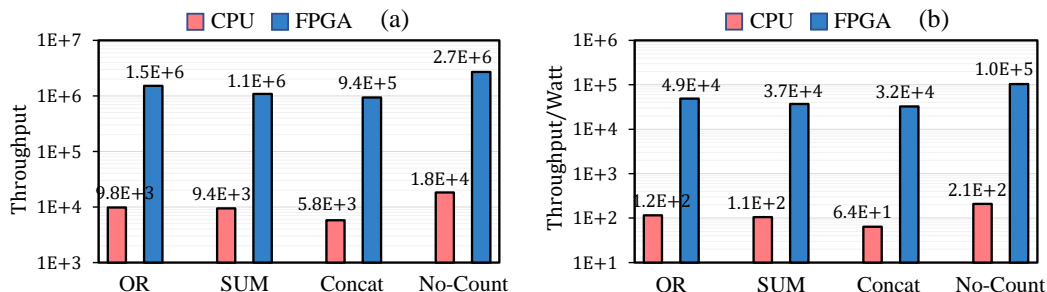 CPU FPGA (a)
Throughput
1E+7
1E+6
1E+5
1E+4
1E+3
9.8E+3
1.5E+6
9.4E+3
1.1E+6
5.8E+3
9.4E+5
1.8E+4
2.7E+6
OR SUM Concat No-Count
CPU FPGA (b)
Throughput/Watt
1E+6
1E+5
1E+4
1E+3
1E+2
1E+1
1.2E+2
4.9E+4
1.1E+2
3.7E+4
6.4E+1
3.2E+4
2.1E+2
1.0E+5
OR SUM Concat No-Count